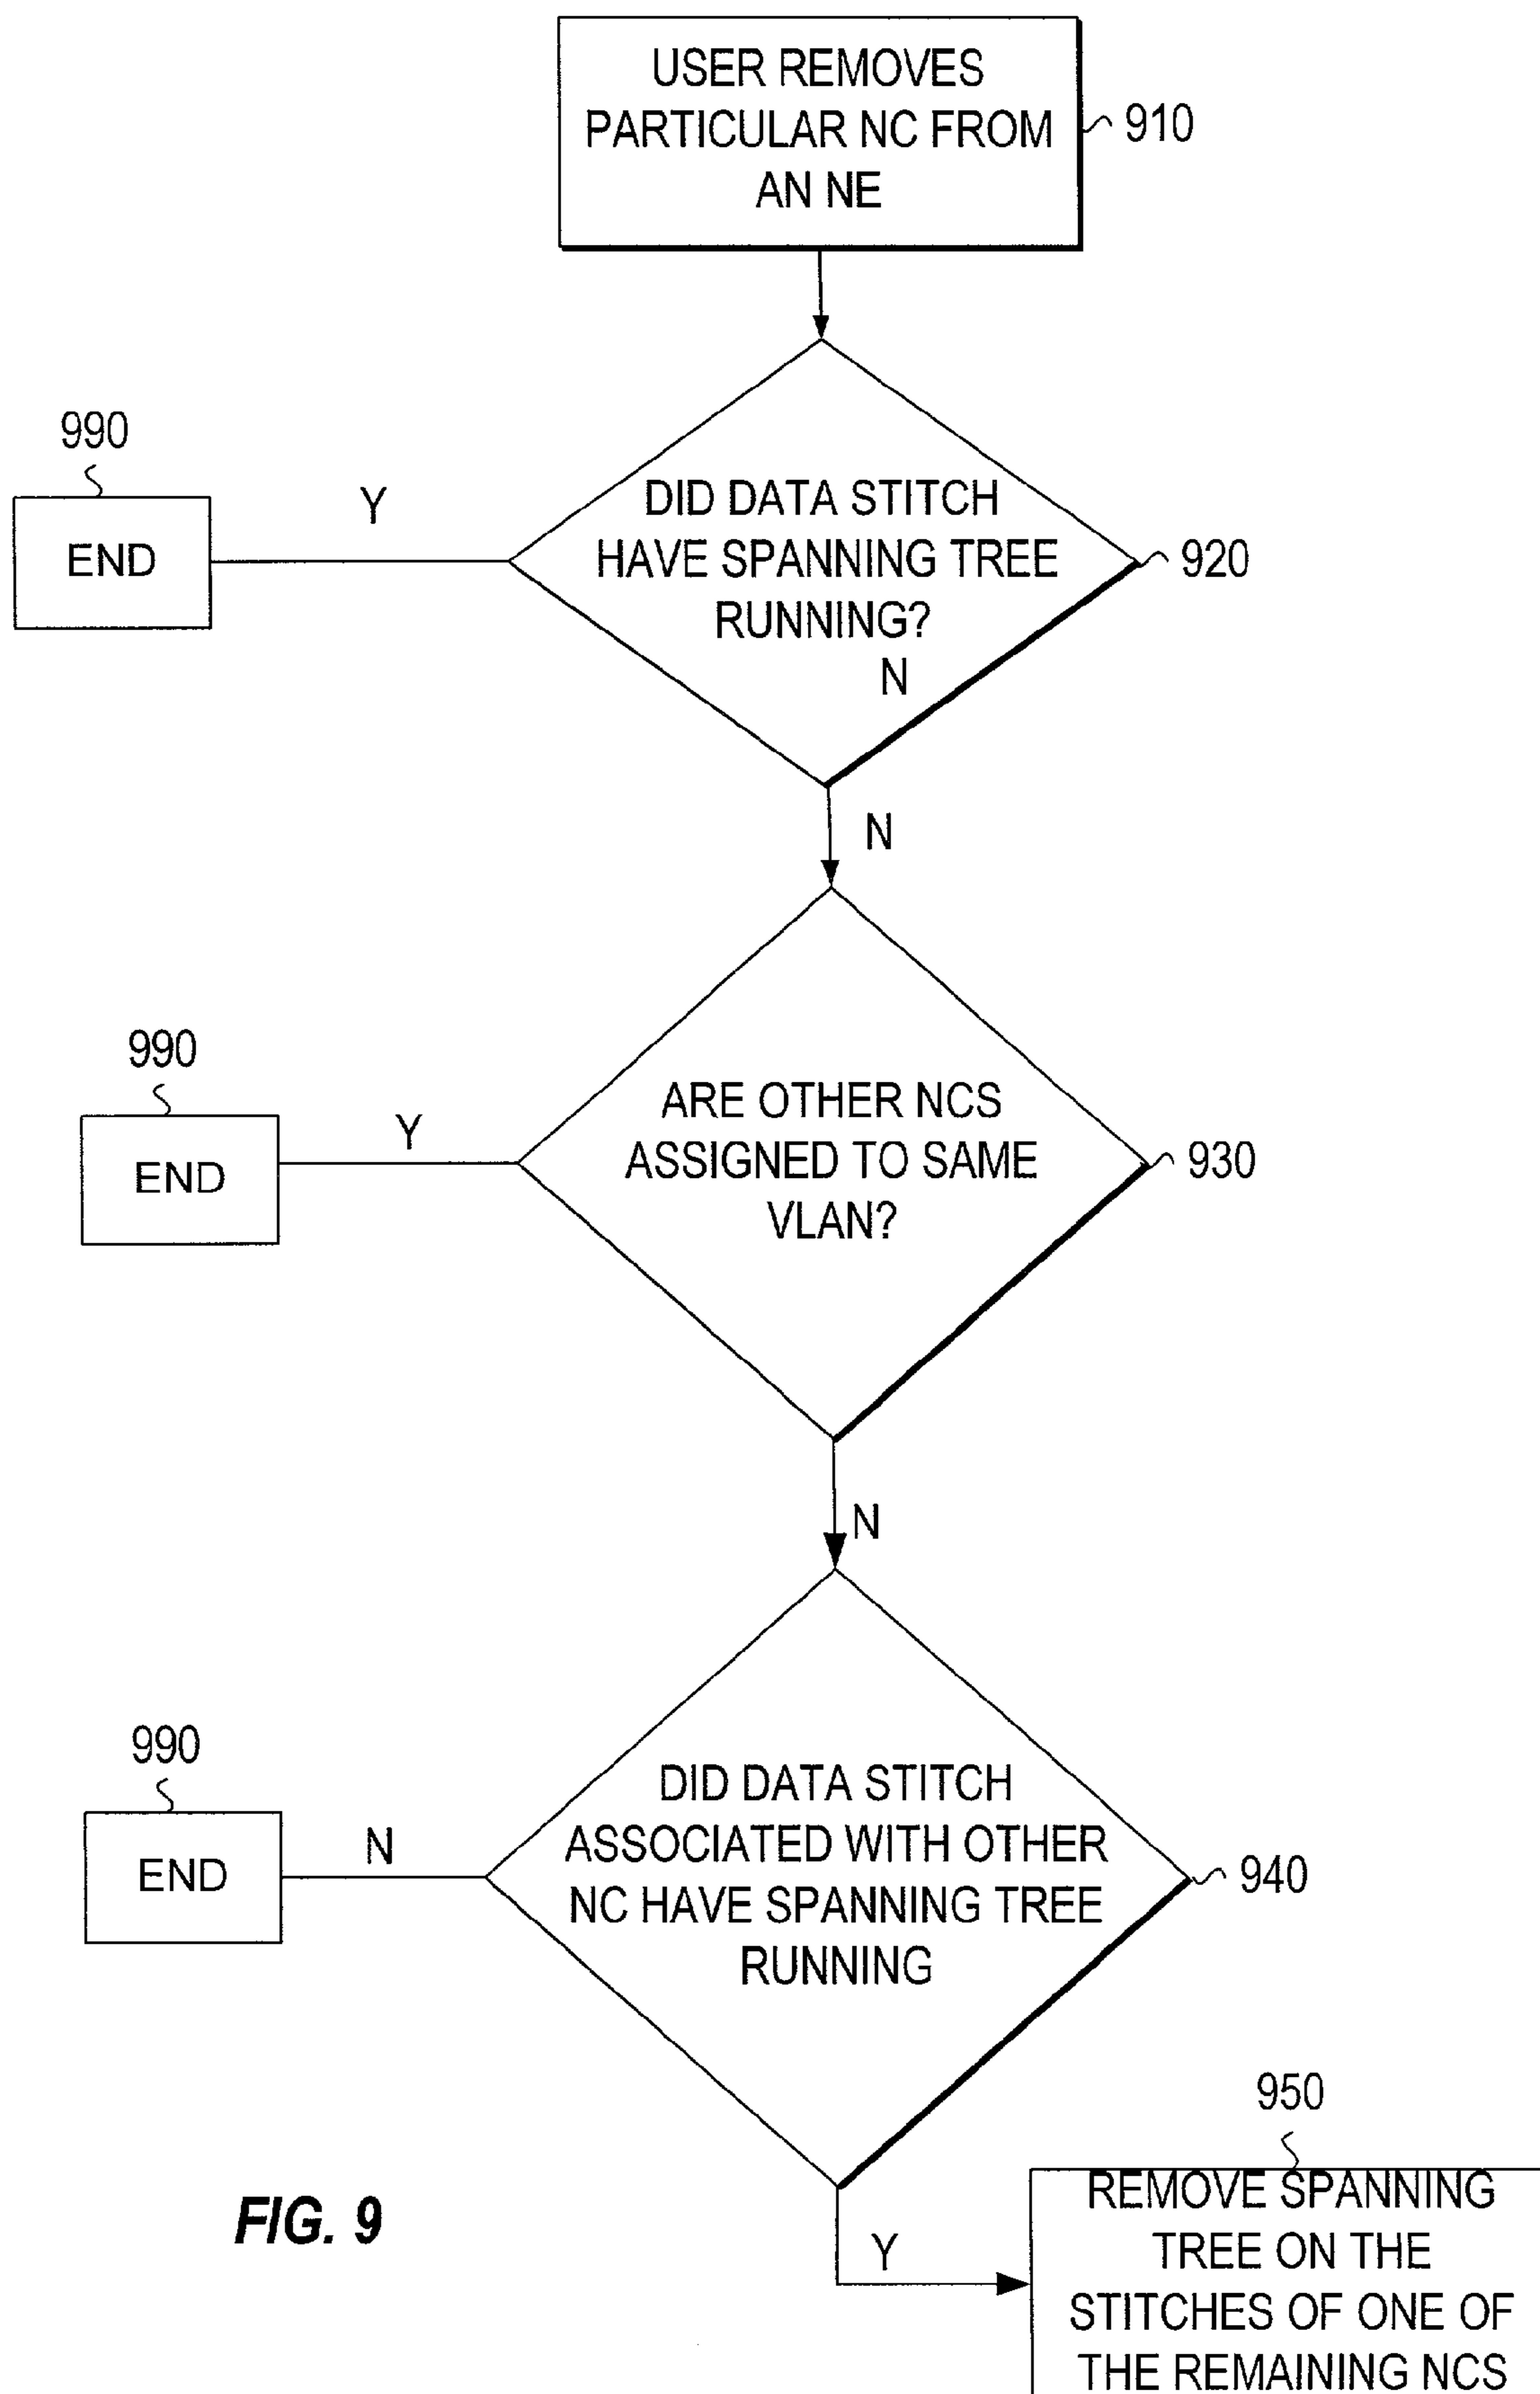 USER REMOVES
PARTICULAR NC FROM
AN NE
910
990
END
Y
DID DATA STITCH
HAVE SPANNING TREE
RUNNING?
N
920
N
990
END
Y
ARE OTHER NCS
ASSIGNED TO SAME
VLAN?
930
N
990
END
N
DID DATA STITCH
ASSOCIATED WITH OTHER
NC HAVE SPANNING TREE
RUNNING
940
Y
950
REMOVE SPANNING
TREE ON THE
STITCHES OF ONE OF
THE REMAINING NCS
FIG. 9